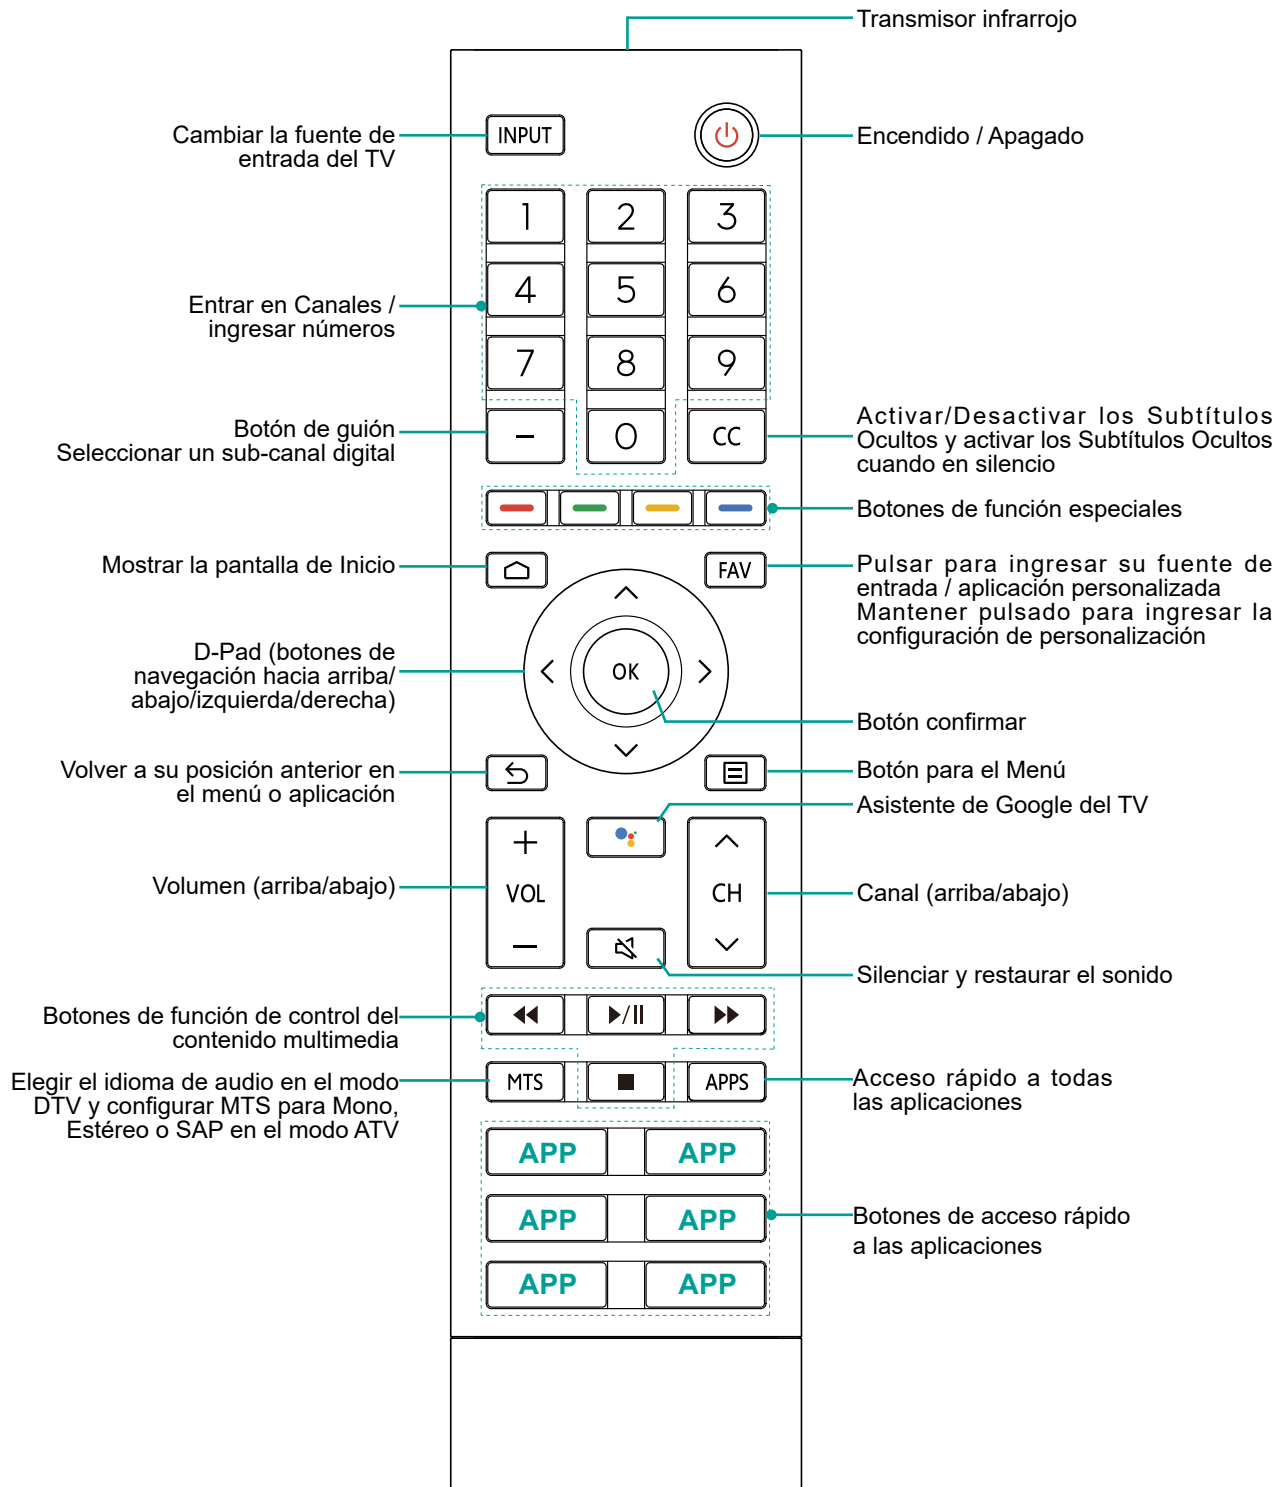 Transmisor infrarrojo
Cambiar la fuente de
entrada del TV
INPUT
Encendido / Apagado
1 2 3
4 5 6
Entrar en Canales /
ingresar números
7 8 9
Botón de guión
Seleccionar un sub-canal digital
– 0 CC
Activar/Desactivar los Subtítulos
Ocultos y activar los Subtítulos Ocultos
cuando en silencio
Botones de función especiales
Mostrar la pantalla de Inicio
FAV
Pulsar para ingresar su fuente de
entrada / aplicación personalizada
Mantener pulsado para ingresar la
configuración de personalización
D-Pad (botones de
navegación hacia arriba/
abajo/izquierda/derecha)
OK
Botón confirmar
Volver a su posición anterior en
el menú o aplicación
Botón para el Menú
Asistente de Google del TV
Volumen (arriba/abajo)
+
VOL
–
CH
Canal (arriba/abajo)
Silenciar y restaurar el sonido
Botones de función de control del
contenido multimedia
Elegir el idioma de audio en el modo
DTV y configurar MTS para Mono,
Estéreo o SAP en el modo ATV
MTS
APPS
Acceso rápido a todas
las aplicaciones
APP APP
APP APP
APP APP
Botones de acceso rápido
a las aplicaciones